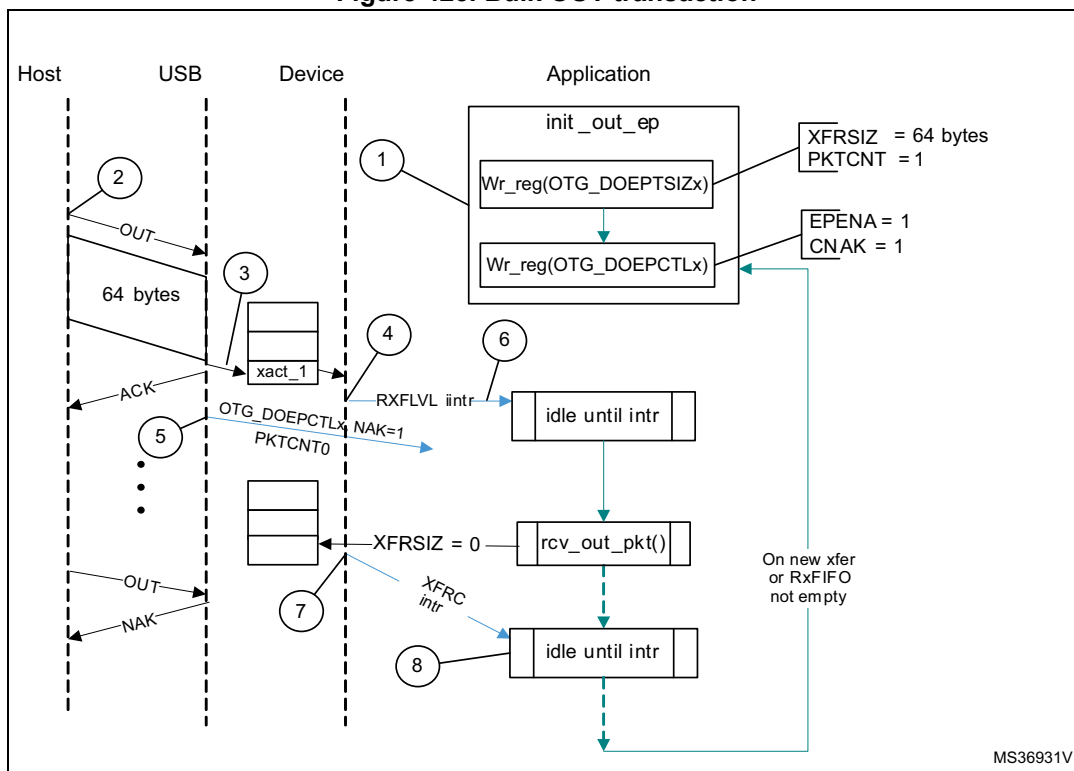 Host USB Device Application
init _out_ep
XFRSIZ = 64 bytes
PKTCNT = 1
1
Wr_reg(OTG_DOEPTSIZx)
2
OUT
EPENA = 1
CNAK = 1
Wr_reg(OTG_DOEPCTLx)
3
64 bytes
4
6
xact_1
ACK
RXFLVL iintr
idle until intr
OTG_DOEPCTLx, NAK=1
PKTCNT0
5
XFRSIZ = 0
rcv_out_pkt()
On new xfer
or RxFIFO
not empty
OUT
XFRC
intr
7
NAK
idle until intr
8
MS36931V